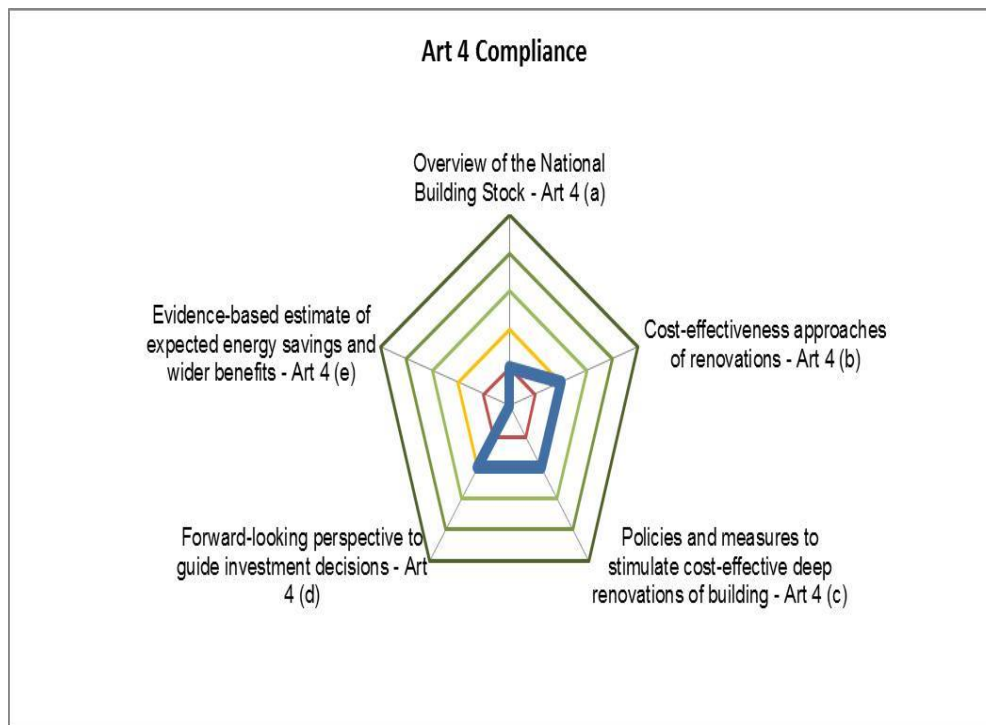 Art 4 Compliance
Overview of the National
Building Stock - Art 4 (a)
Evidence-based estimate of
expected energy savings and
wider benefits - Art 4 (e)
Cost-effectiveness approaches
of renovations - Art 4 (b)
Forward-looking perspective to
guide investment decisions - Art
4 (d)
Policies and measures to
stimulate cost-effective deep
renovations of building - Art 4 (c)